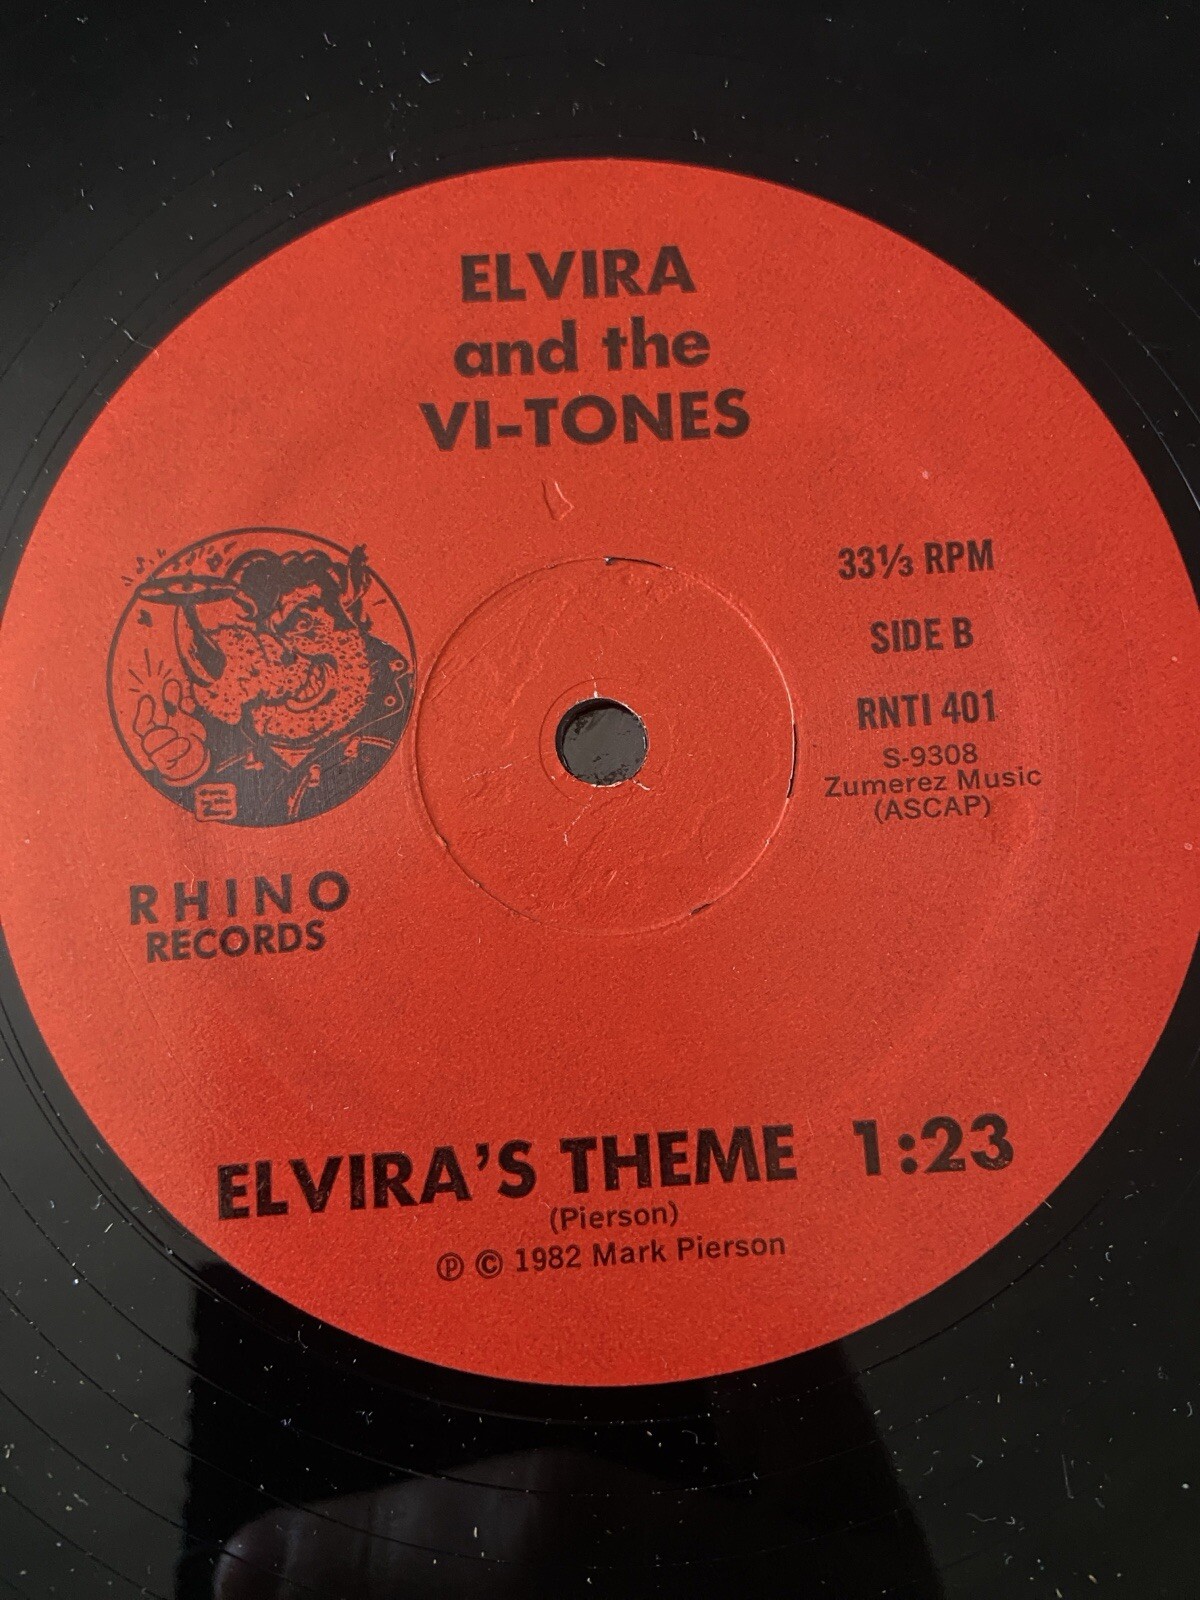 ELVIRA
and the
VI-TONES
33⅓ RPM
SIDE B
RNTI 401
S-9308
Zumerez Music
(ASCAP)
RHINO
RECORDS
ELVIRA'S THEME 1:23
(Pierson)
℗ © 1982 Mark Pierson